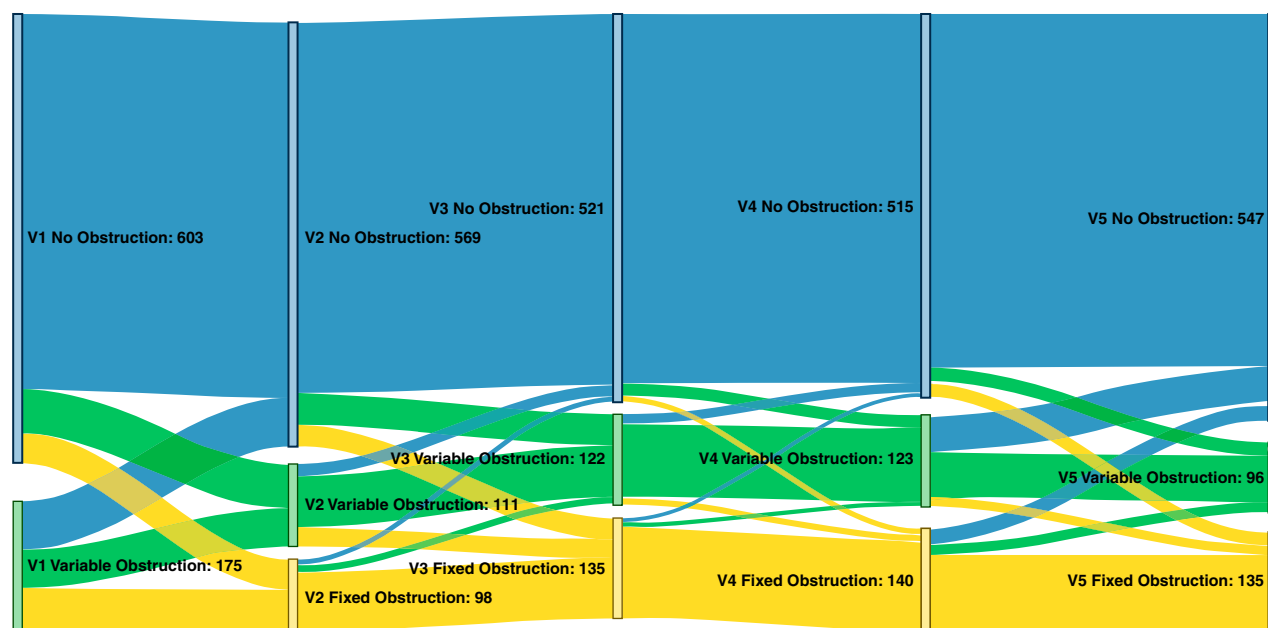 V1 No Obstruction: 603
V2 No Obstruction: 569
V3 No Obstruction: 521
V4 No Obstruction: 515
V5 No Obstruction: 547
V1 Variable Obstruction: 175
V2 Variable Obstruction: 111
V3 Variable Obstruction: 122
V4 Variable Obstruction: 123
V5 Variable Obstruction: 96
V2 Fixed Obstruction: 98
V3 Fixed Obstruction: 135
V4 Fixed Obstruction: 140
V5 Fixed Obstruction: 135